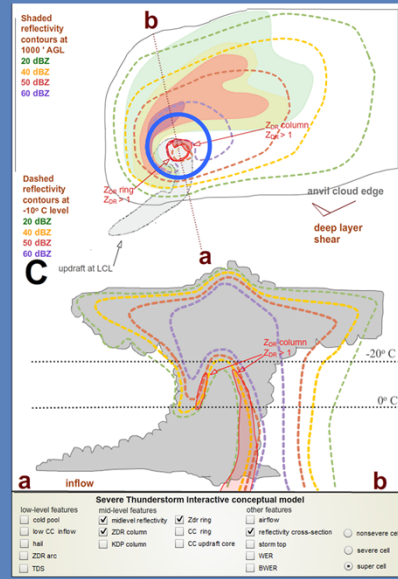 Shaded
reflectivity
contours at
1000 ' AGL
20 dBZ
40 dBZ
50 dBZ
60 dBZ
b
ZDR column
ZDR > 1
ZDR ring
ZDR > 1
anvil cloud edge
deep layer
shear
Dashed
reflectivity
contours at
-10º C level
20 dBZ
40 dBZ
50 dBZ
60 dBZ
a
updraft at LCL
C
ZDR column
ZDR < 1
-20º C
0º C
a
inflow
b
Severe Thunderstorm Interactive conceptual model
low-level features
cold pool
low CC inflow
hail
ZDR arc
TDS
mid-level features
midlevel reflectivity
ZDR column
KDP column
Zdr ring
CC ring
CC updraft core
other features
airflow
reflectivity cross-section
storm top
WER
BWER
nonsevere cell
severe cell
super cell